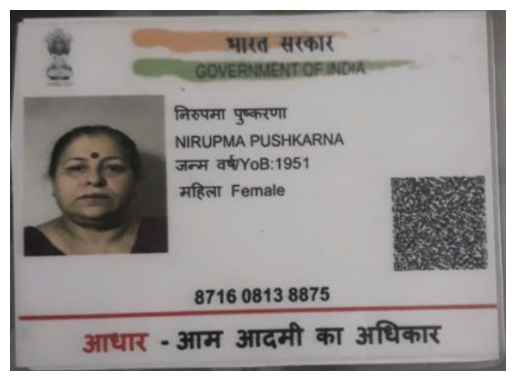 भारत सरकार
GOVERNMENT OF INDIA
निरुपमा पुष्करणा
NIRUPMA PUSHKARNA
जन्म वर्ष/YoB:1951
महिला Female
8716 0813 8875
आधार - आम आदमी का अधिकार